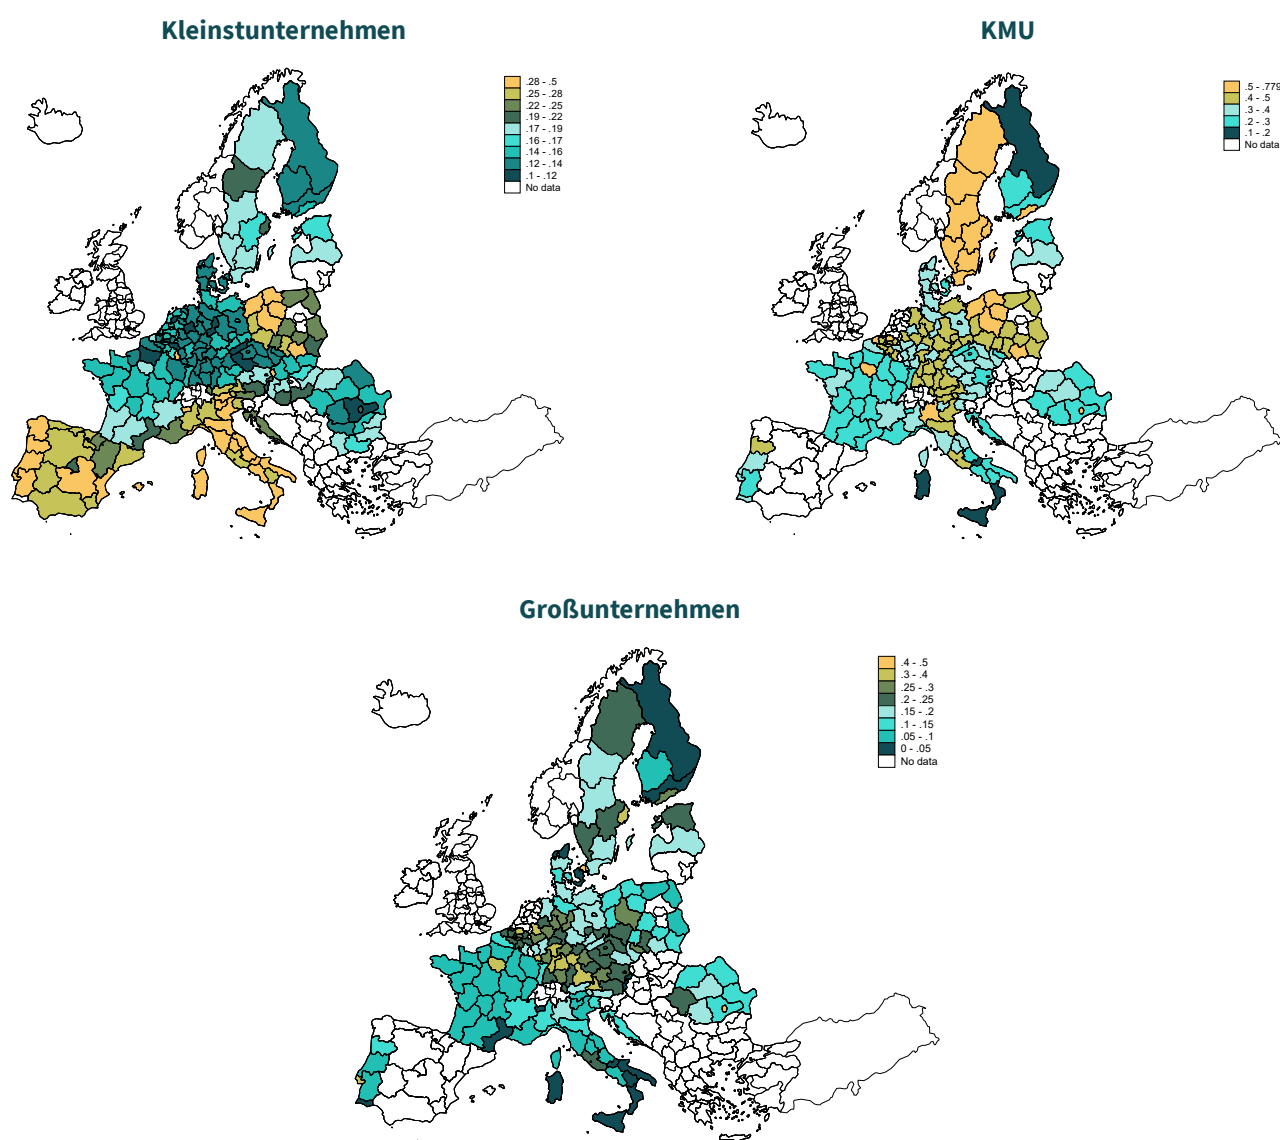 Kleinstunternehmen
.28 - .5
.25 - .28
.22 - .25
.19 - .22
.17 - .19
.16 - .17
.14 - .16
.12 - .14
.1 - .12
No data
KMU
.5 - .779
.4 - .5
.3 - .4
.2 - .3
.1 - .2
No data
Großunternehmen
.4 - .5
.3 - .4
.25 - .3
.2 - .25
.15 - .2
.1 - .15
.05 - .1
0 - .05
No data